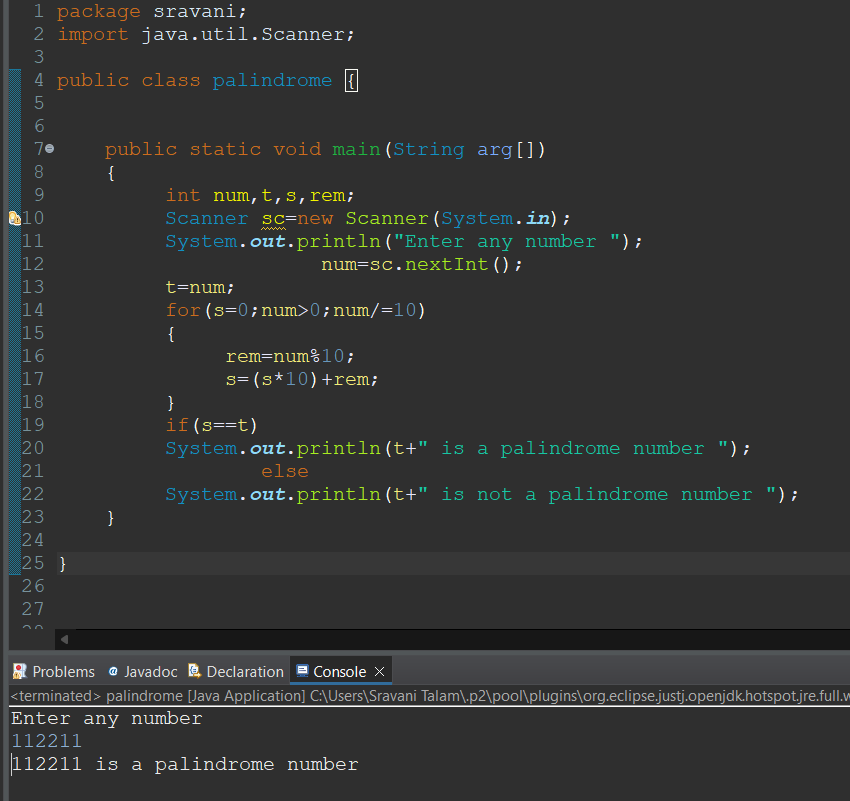 1 package sravani;
2 import java.util.Scanner;
3
4 public class palindrome {
5
6
7 public static void main(String arg[])
8 {
9 int num,t,s,rem;
10 Scanner sc=new Scanner(System.in);
11 System.out.println("Enter any number ");
12 num=sc.nextInt();
13 t=num;
14 for(s=0;num>0;num/=10)
15 {
16 rem=num%10;
17 s=(s*10)+rem;
18 }
19 if(s==t)
20 System.out.println(t+" is a palindrome number ");
21 else
22 System.out.println(t+" is not a palindrome number ");
23 }
24
25 }
26
27
28
Problems @ Javadoc Declaration Console
<terminated> palindrome [Java Application] C:\Users\Sravani Talam\.p2\pool\plugins\org.eclipse.justj.openjdk.hotspot.jre.full.w
Enter any number
112211
112211 is a palindrome number